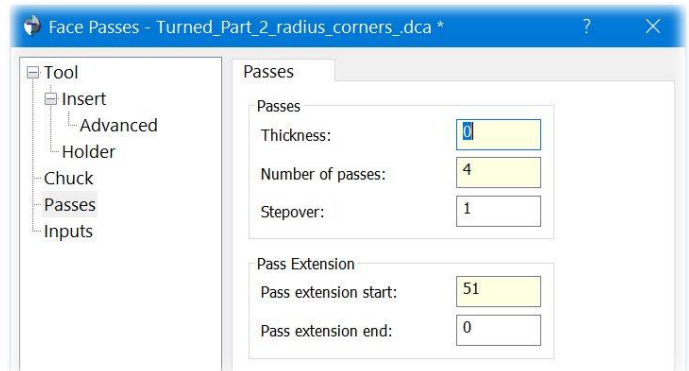 Face Passes - Turned_Part_2_radius_corners_.dca * ?
Tool
Insert
Advanced
Holder
Chuck
Passes
Inputs
Passes
Passes
Thickness: 0
Number of passes: 4
Stepover: 1
Pass Extension
Pass extension start: 51
Pass extension end: 0